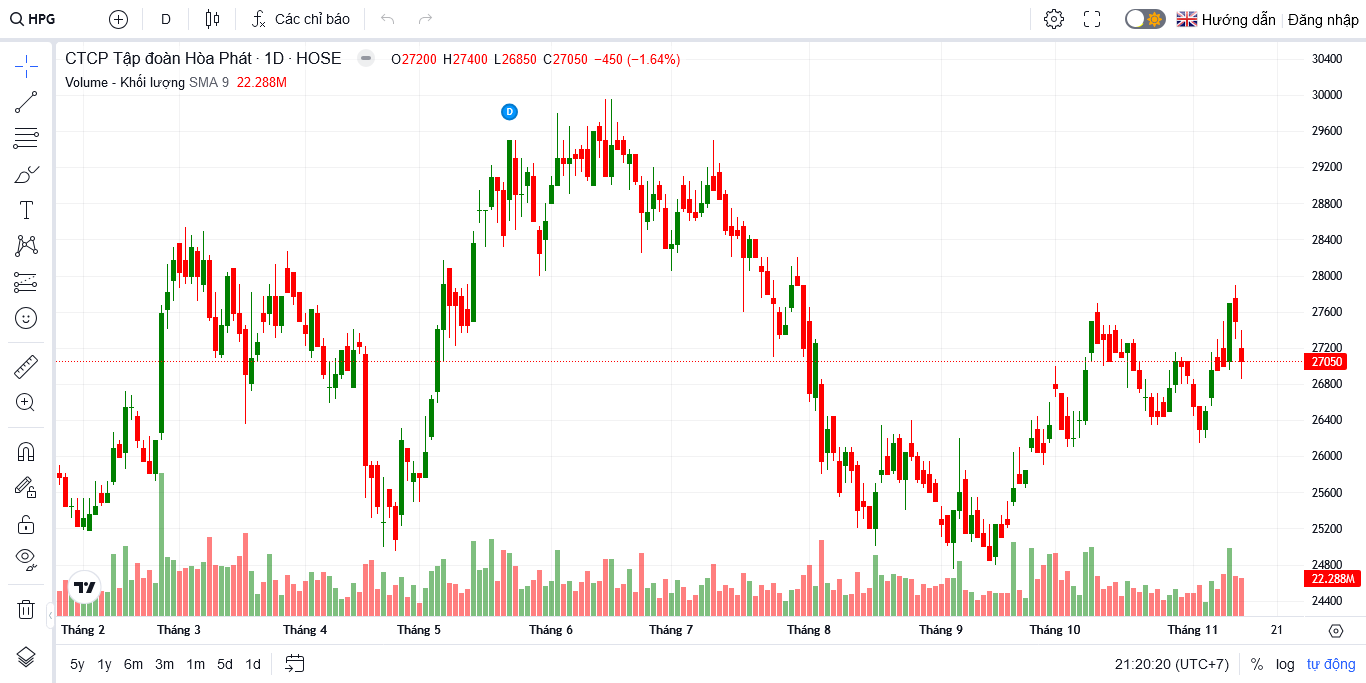 HPG D Các chỉ báo Hướng dẫn Đăng nhập
CTCP Tập đoàn Hòa Phát · 1D · HOSE O27200 H27400 L26850 C27050 −450 (−1.64%)
Volume - Khối lượng SMA 9 22.288M
D
30400
30000
29600
29200
28800
28400
28000
27600
27200
27050
26800
26400
26000
25600
25200
24800
22.288M
24400
Tháng 2 Tháng 3 Tháng 4 Tháng 5 Tháng 6 Tháng 7 Tháng 8 Tháng 9 Tháng 10 Tháng 11 21
5y 1y 6m 3m 1m 5d 1d 21:20:20 (UTC+7) % log tự động